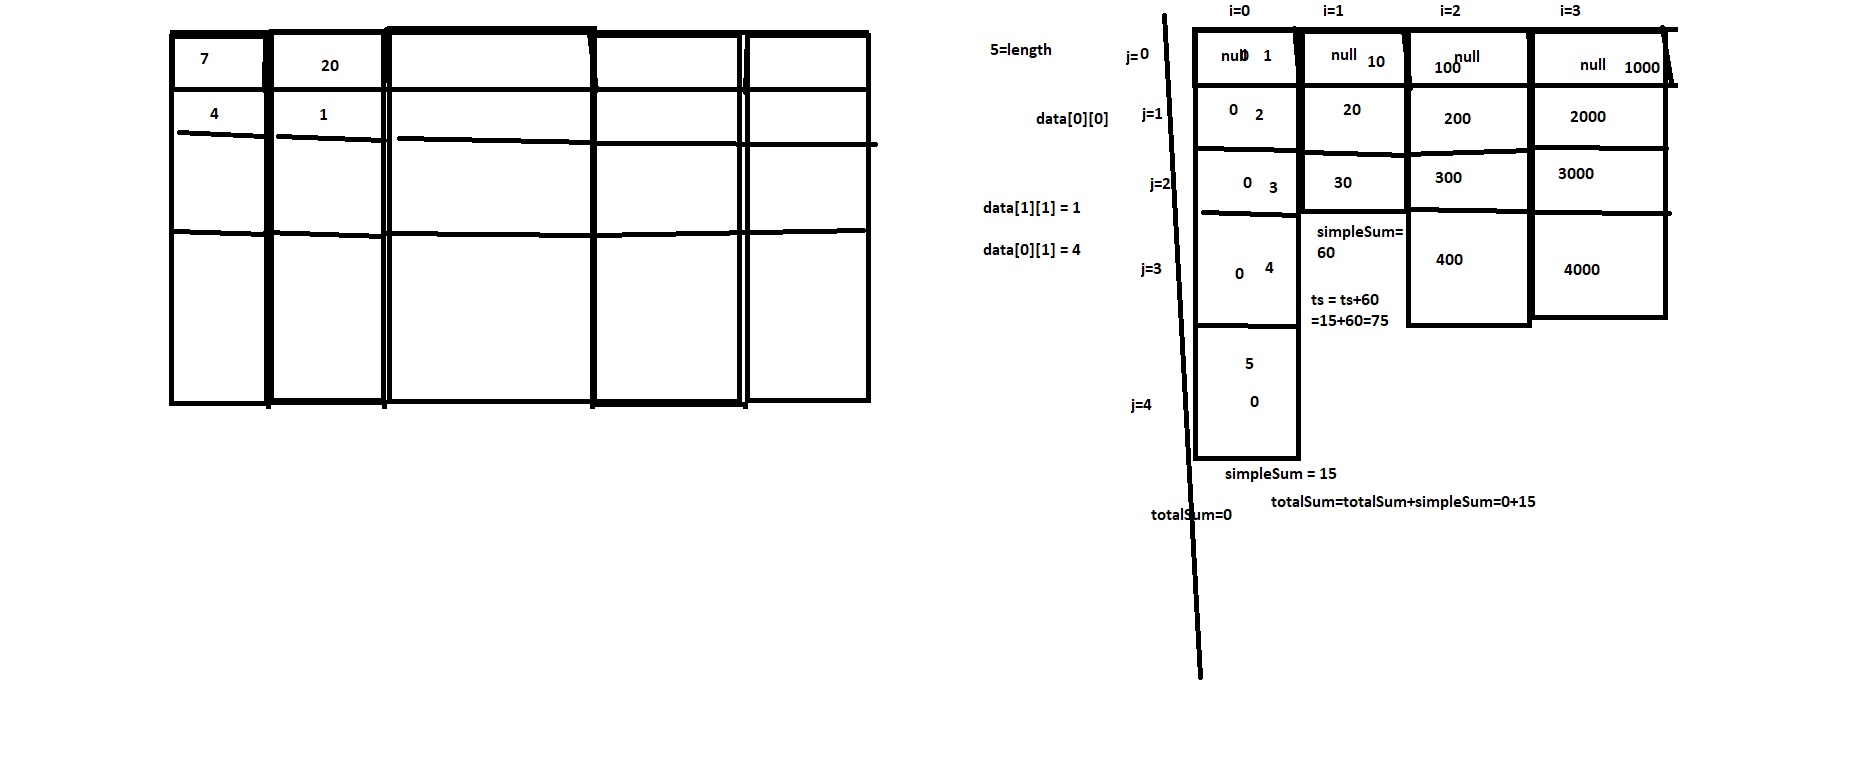 7
20
4
1
i=0
i=1
i=2
i=3
5=length
j=0
null 0 1
null 10
100 null
null 1000
data[0][0]
j=1
0 2
20
200
2000
j=2
0 3
30
300
3000
data[1][1] = 1
data[0][1] = 4
simpleSum=
60
j=3
0 4
400
4000
ts = ts+60
=15+60=75
5
j=4
0
simpleSum = 15
totalSum=totalSum+simpleSum=0+15
totalSum=0